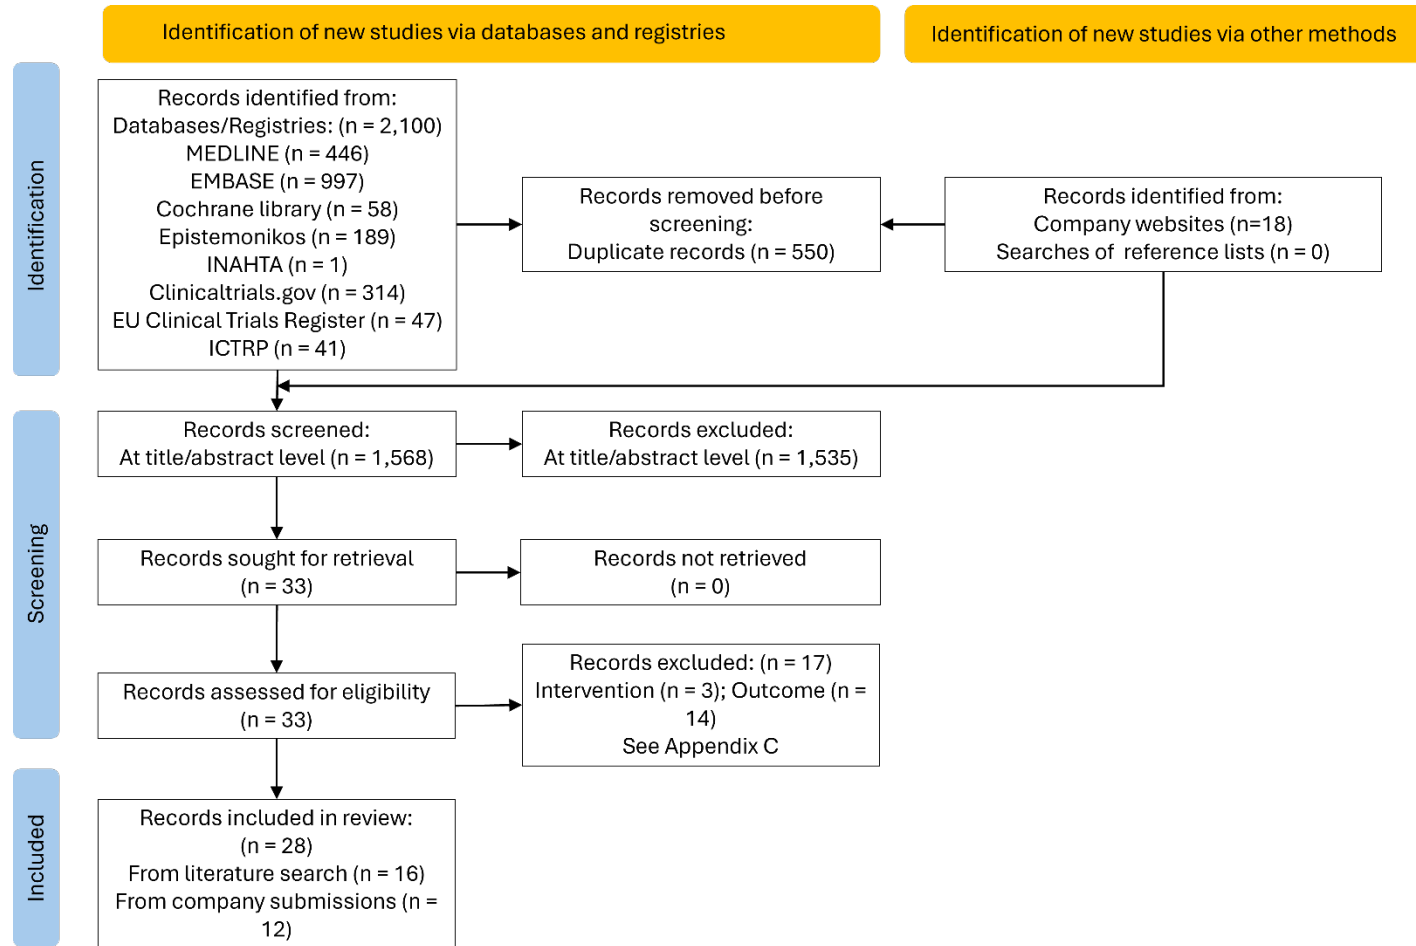 Identification of new studies via databases and registries
Identification of new studies via other methods
Identification
Records identified from:
Databases/Registries: (n = 2,100)
MEDLINE (n = 446)
EMBASE (n = 997)
Cochrane library (n = 58)
Epistemonikos (n = 189)
INAHTA (n = 1)
Clinicaltrials.gov (n = 314)
EU Clinical Trials Register (n = 47)
ICTRP (n = 41)
Records removed before
screening:
Duplicate records (n = 550)
Records identified from:
Company websites (n=18)
Searches of reference lists (n = 0)
Screening
Records screened:
At title/abstract level (n = 1,568)
Records excluded:
At title/abstract level (n = 1,535)
Records sought for retrieval
(n = 33)
Records not retrieved
(n = 0)
Records assessed for eligibility
(n = 33)
Records excluded: (n = 17)
Intervention (n = 3); Outcome (n =
14)
See Appendix C
Included
Records included in review:
(n = 28)
From literature search (n = 16)
From company submissions (n =
12)